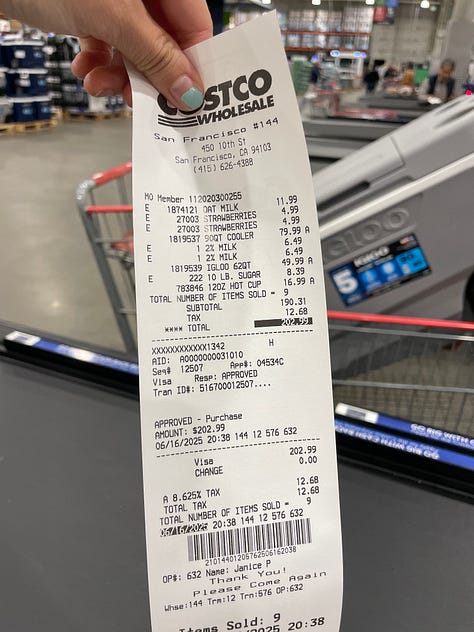 COSTCO
WHOLESALE
San Francisco #144
450 10th St
San Francisco, CA 94103
(415) 626-4388
MO Member 112020300255
E 1874121 OAT MILK 11.99
E 27003 STRAWBERRIES 4.99
E 27003 STRAWBERRIES 4.99
1819537 90QT COOLER 79.99 A
E 1 2% MILK 6.49
E 1 2% MILK 6.49
1819539 IGLOO 62QT 49.99 A
E 222 10 LB. SUGAR 8.39
783846 12OZ HOT CUP 16.99 A
TOTAL NUMBER OF ITEMS SOLD = 9
SUBTOTAL 190.31
TAX 12.68
**** TOTAL 202.99
XXXXXXXXXXXX1342 H
AID: A0000000031010
Seq# 12507 App#: 04534C
Visa Resp: APPROVED
Tran ID#: 516700012507....
APPROVED - Purchase
AMOUNT: $202.99
06/16/2025 20:38 144 12 576 632
Visa 202.99
CHANGE 0.00
A 8.625% TAX 12.68
TOTAL TAX 12.68
TOTAL NUMBER OF ITEMS SOLD = 9
06/16/2025 20:38 144 12 576 632
21014401205762506162038
OP#: 632 Name: Janice P
Thank You!
Please Come Again
Whse:144 Trm:12 Trn:576 OP:632
Items Sold: 9
2025 20:38
IGLOO
5